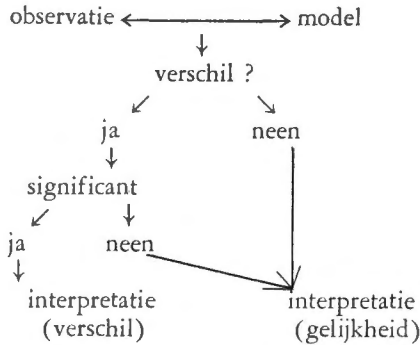 observatie model
verschil ?
ja neen
significant
ja neen
interpretatie interpretatie
(verschil) (gelijkheid)